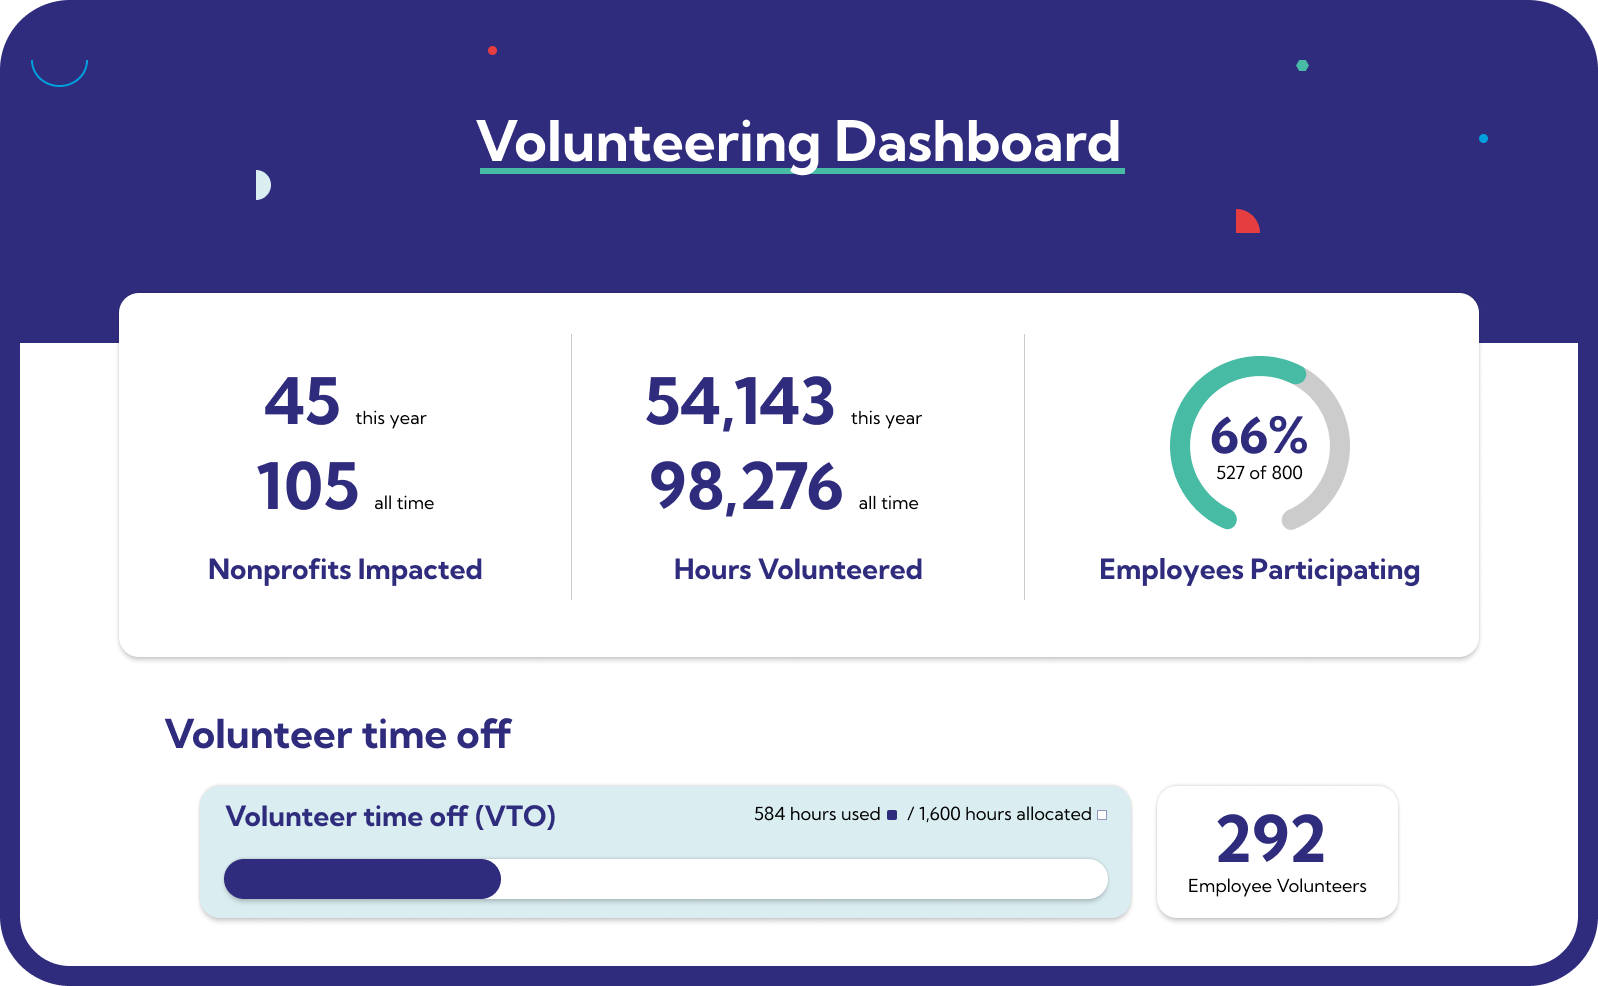 Volunteering Dashboard
45 this year
105 all time
Nonprofits Impacted
54,143 this year
98,276 all time
Hours Volunteered
66%
527 of 800
Employees Participating
Volunteer time off
Volunteer time off (VTO)
584 hours used / 1,600 hours allocated
292
Employee Volunteers